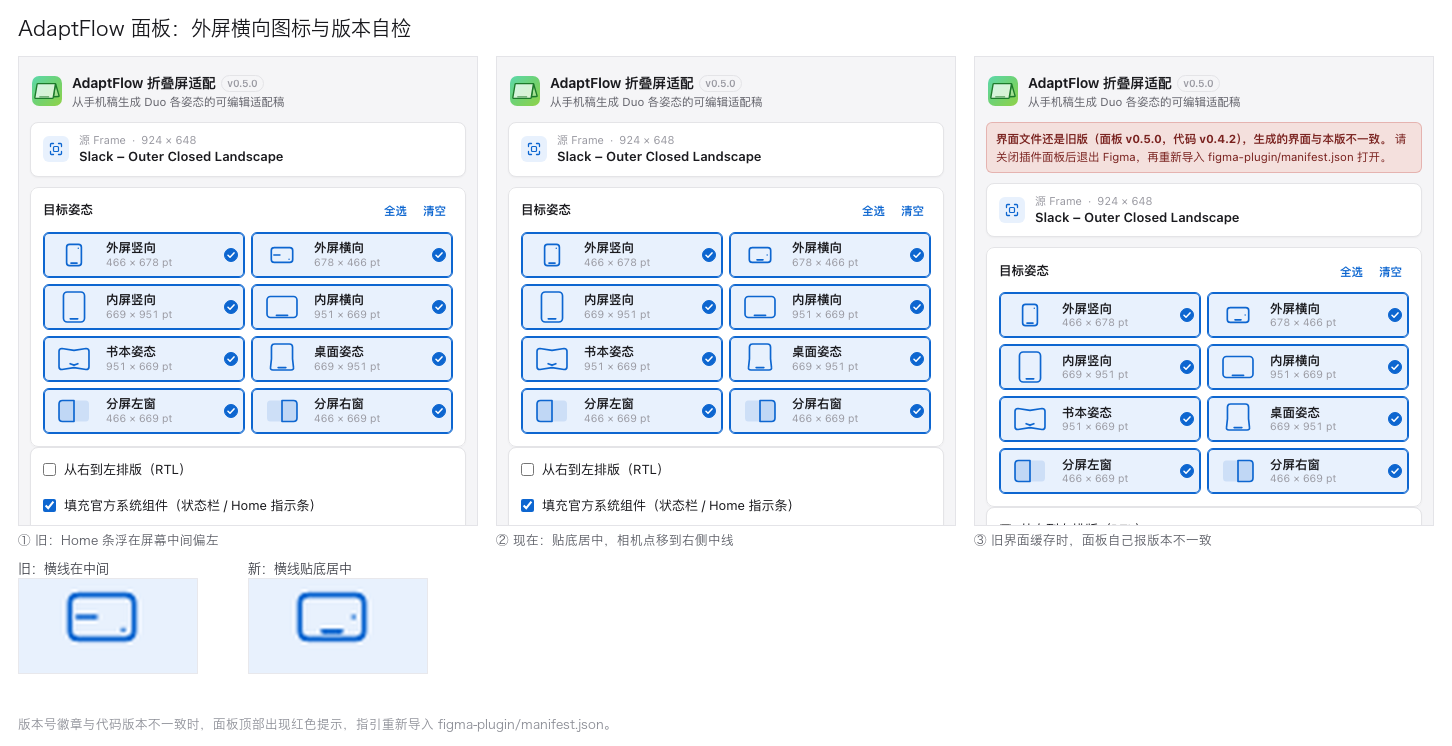 AdaptFlow 面板：外屏横向图标与版本自检
AdaptFlow 折叠屏适配 v0.5.0
从手机稿生成 Duo 各姿态的可编辑适配稿
源 Frame · 924 × 648
Slack – Outer Closed Landscape
目标姿态 全选 清空
外屏竖向
466 × 678 pt
外屏横向
678 × 466 pt
内屏竖向
669 × 951 pt
内屏横向
951 × 669 pt
书本姿态
951 × 669 pt
桌面姿态
669 × 951 pt
分屏左窗
466 × 669 pt
分屏右窗
466 × 669 pt
从右到左排版（RTL）
填充官方系统组件（状态栏 / Home 指示条）
① 旧：Home 条浮在屏幕中间偏左
AdaptFlow 折叠屏适配 v0.5.0
从手机稿生成 Duo 各姿态的可编辑适配稿
源 Frame · 924 × 648
Slack – Outer Closed Landscape
目标姿态 全选 清空
外屏竖向
466 × 678 pt
外屏横向
678 × 466 pt
内屏竖向
669 × 951 pt
内屏横向
951 × 669 pt
书本姿态
951 × 669 pt
桌面姿态
669 × 951 pt
分屏左窗
466 × 669 pt
分屏右窗
466 × 669 pt
从右到左排版（RTL）
填充官方系统组件（状态栏 / Home 指示条）
② 现在：贴底居中，相机点移到右侧中线
AdaptFlow 折叠屏适配 v0.5.0
从手机稿生成 Duo 各姿态的可编辑适配稿
界面文件还是旧版（面板 v0.5.0，代码 v0.4.2），生成的界面与本版不一致。 请
关闭插件面板后退出 Figma，再重新导入 figma-plugin/manifest.json 打开。
源 Frame · 924 × 648
Slack – Outer Closed Landscape
目标姿态 全选 清空
外屏竖向
466 × 678 pt
外屏横向
678 × 466 pt
内屏竖向
669 × 951 pt
内屏横向
951 × 669 pt
书本姿态
951 × 669 pt
桌面姿态
669 × 951 pt
分屏左窗
466 × 669 pt
分屏右窗
466 × 669 pt
③ 旧界面缓存时，面板自己报版本不一致
旧：横线在中间
新：横线贴底居中
版本号徽章与代码版本不一致时，面板顶部出现红色提示，指引重新导入 figma-plugin/manifest.json。